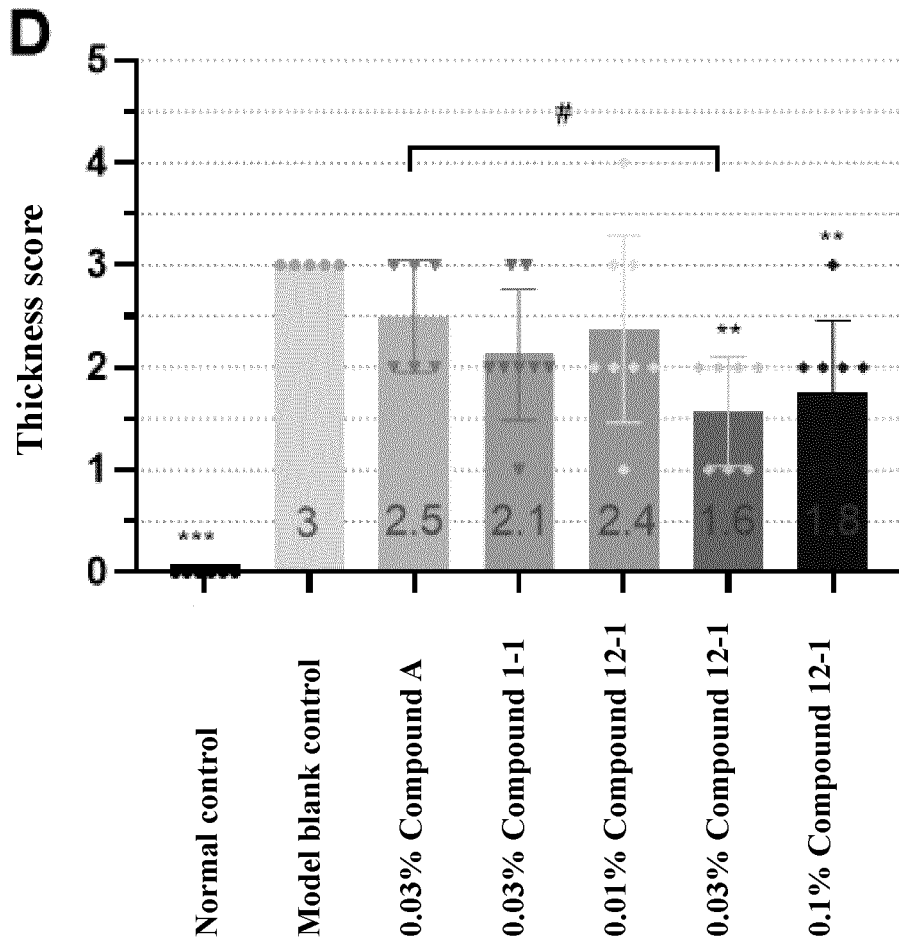 D
Thickness score
5
4
3
2
1
0
#
***
**
**
3
2.5
2.1
2.4
1.6
1.8
Normal control
Model blank control
0.03% Compound A
0.03% Compound 1-1
0.01% Compound 12-1
0.03% Compound 12-1
0.1% Compound 12-1